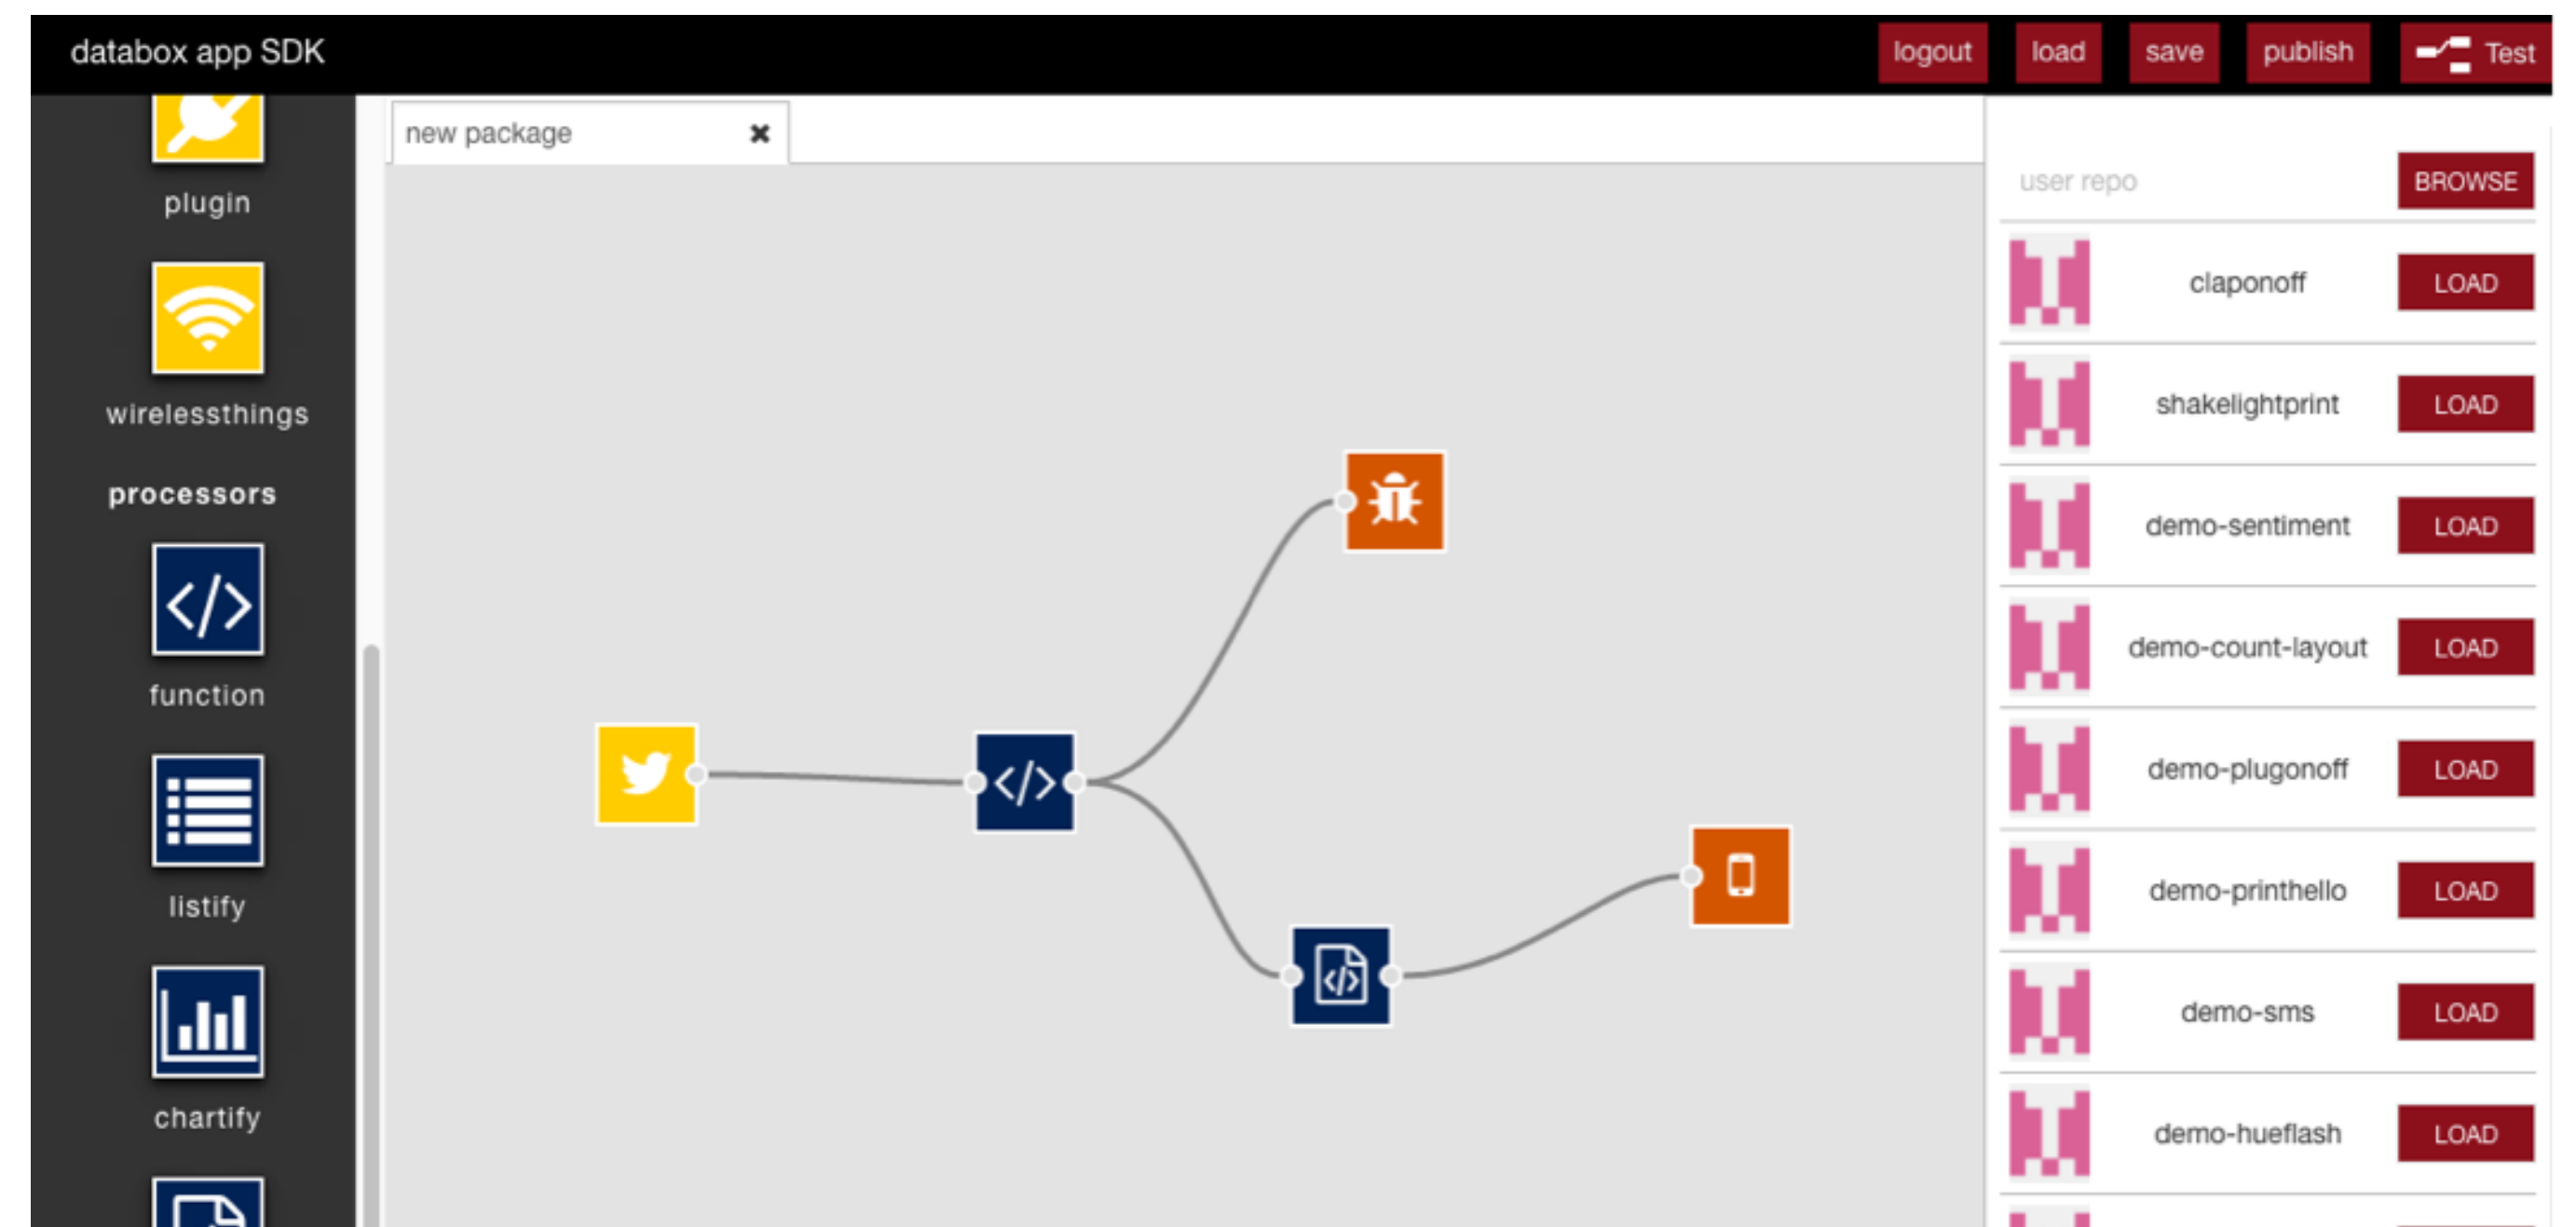 databox app SDK
logout
load
save
publish
Test
plugin
wirelessthings
processors
function
listify
chartify
new package
user repo
BROWSE
claponoff
LOAD
shakelightprint
LOAD
demo-sentiment
LOAD
demo-count-layout
LOAD
demo-plugonoff
LOAD
demo-printhello
LOAD
demo-sms
LOAD
demo-hueflash
LOAD